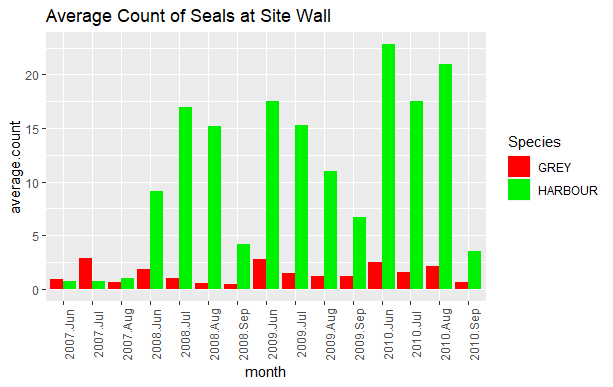 Average Count of Seals at Site Wall
average.count
20
15
10
5
0
2007.Jun
2007.Jul
2007.Aug
2008.Jun
2008.Jul
2008.Aug
2008.Sep
2009.Jun
2009.Jul
2009.Aug
2009.Sep
2010.Jun
2010.Jul
2010.Aug
2010.Sep
month
Species
GREY
HARBOUR